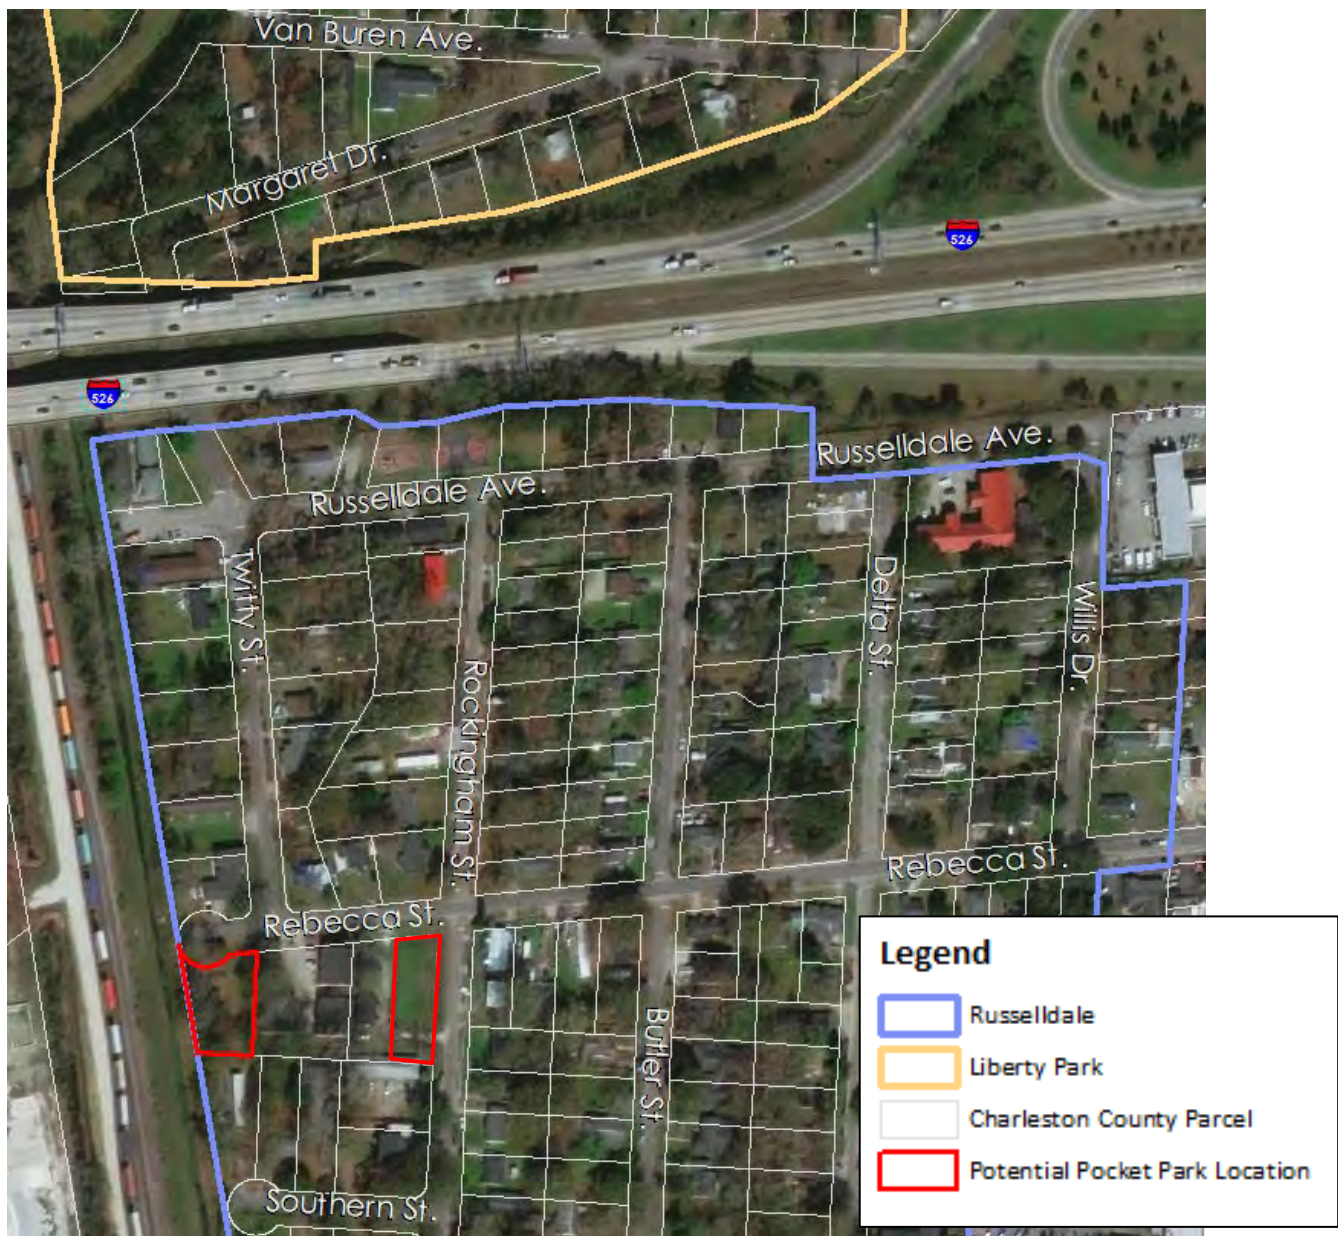 Van Buren Ave.
Margaret Dr.
526
526
Russelldale Ave.
Russelldale Ave.
Twitty St.
Rockingham St.
Delta St.
Willis Dr.
Rebecca St.
Rebecca St.
Butler St.
Southern St.
Legend
Russelldale
Liberty Park
Charleston County Parcel
Potential Pocket Park Location